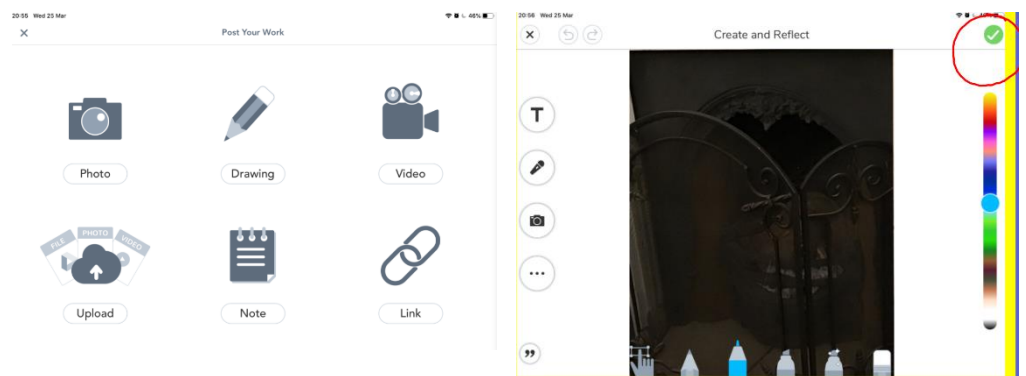 20:55 Wed 25 Mar
46%
Post Your Work
Photo
Drawing
Video
FILE
PHOTO
VIDEO
Upload
Note
Link
20:56 Wed 25 Mar
Create and Reflect
T